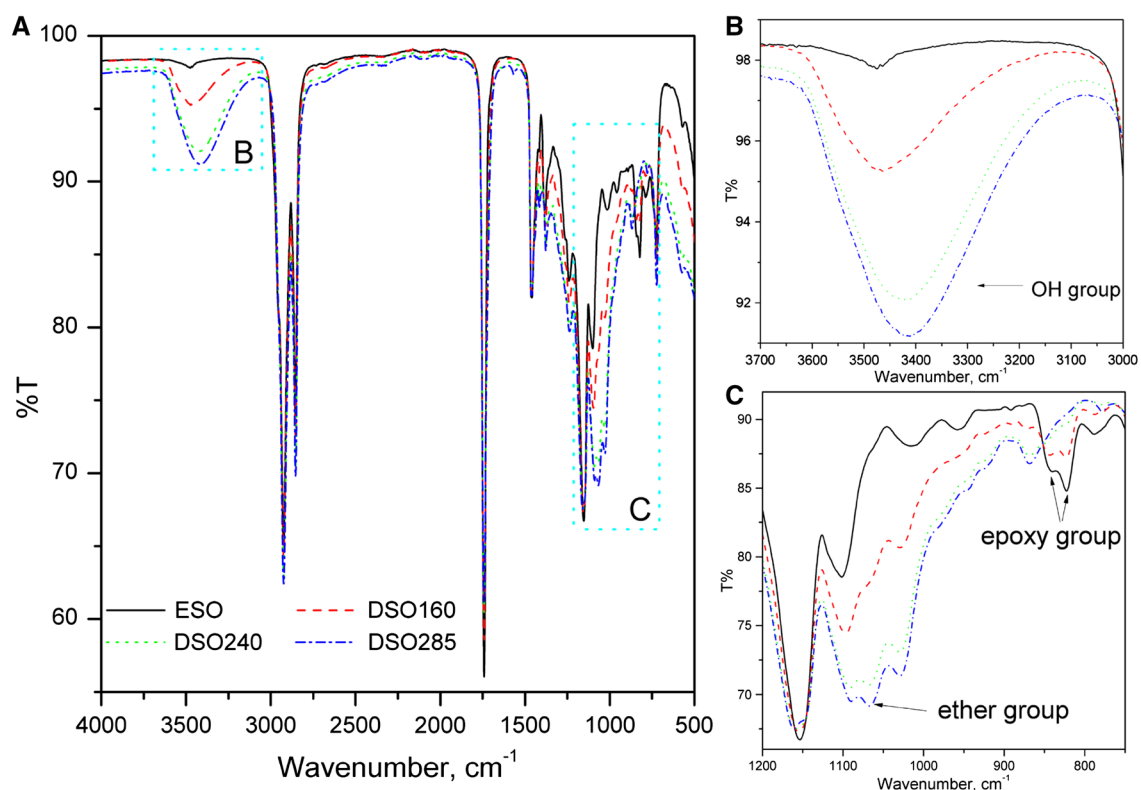 A
100
90
80
70
60
%T
B
C
ESO
DSO160
DSO240
DSO285
4000 3500 3000 2500 2000 1500 1000 500
Wavenumber, cm-1
B
98
96
94
92
T%
OH group
3700 3600 3500 3400 3300 3200 3100 3000
Wavenumber, cm-1
C
90
85
80
75
70
T%
epoxy group
ether group
1200 1100 1000 900 800
Wavenumber, cm-1